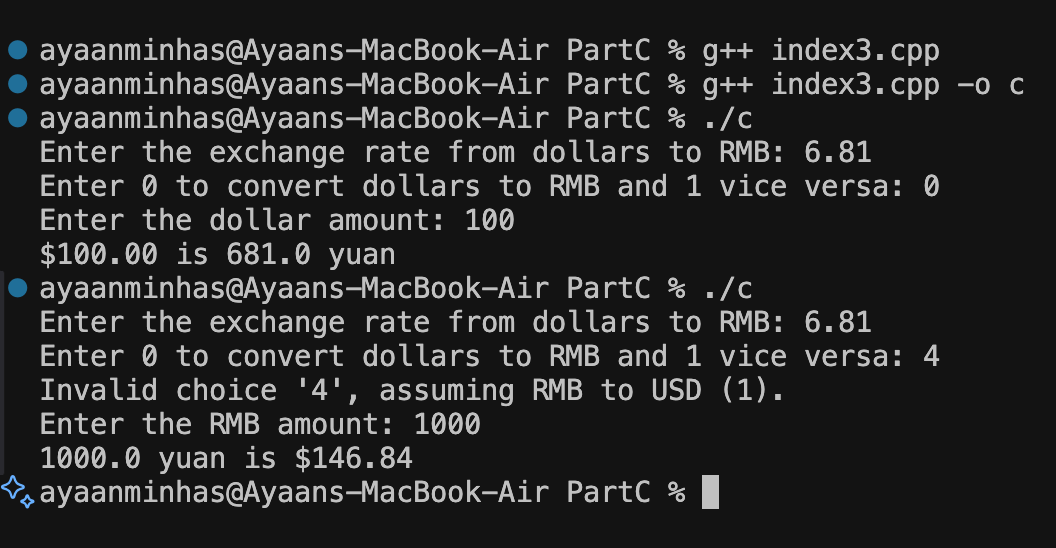 ayaanminhas@Ayaans-MacBook-Air PartC % g++ index3.cpp
ayaanminhas@Ayaans-MacBook-Air PartC % g++ index3.cpp -o c
ayaanminhas@Ayaans-MacBook-Air PartC % ./c
Enter the exchange rate from dollars to RMB: 6.81
Enter 0 to convert dollars to RMB and 1 vice versa: 0
Enter the dollar amount: 100
$100.00 is 681.0 yuan
ayaanminhas@Ayaans-MacBook-Air PartC % ./c
Enter the exchange rate from dollars to RMB: 6.81
Enter 0 to convert dollars to RMB and 1 vice versa: 4
Invalid choice '4', assuming RMB to USD (1).
Enter the RMB amount: 1000
1000.0 yuan is $146.84
ayaanminhas@Ayaans-MacBook-Air PartC %